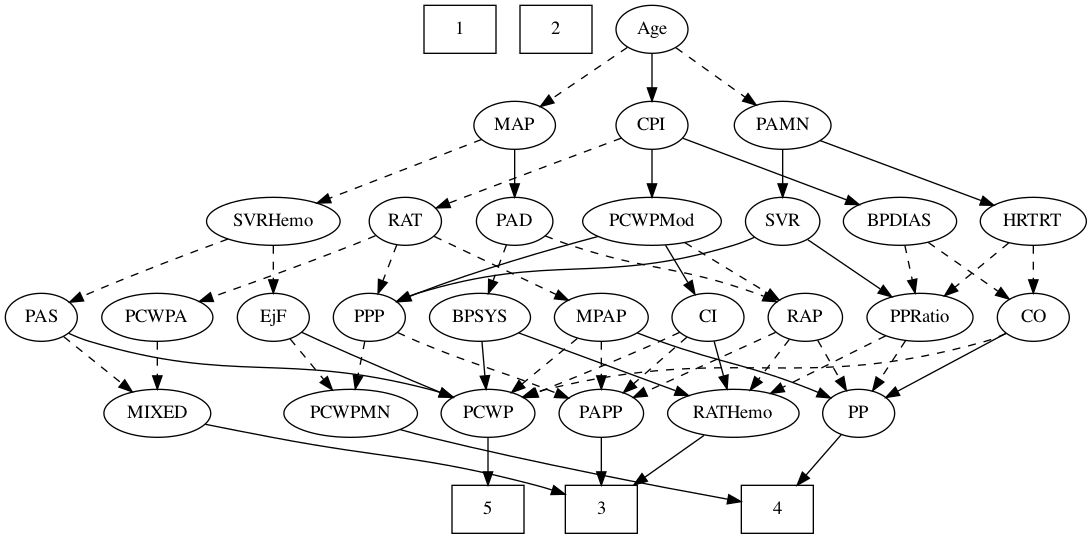 1 2 Age
MAP CPI PAMN
SVRHemo RAT PAD PCWPMod SVR BPDIAS HRTRT
PAS PCWPA EjF PPP BPSYS MPAP CI RAP PPRatio CO
MIXED PCWPMN PCWP PAPP RATHemo PP
5 3 4